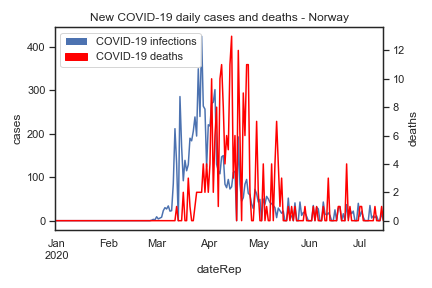 New COVID-19 daily cases and deaths - Norway
COVID-19 infections
COVID-19 deaths
400
300
200
100
0
cases
12
10
8
6
4
2
0
deaths
Jan Feb Mar Apr May Jun Jul
2020
dateRep